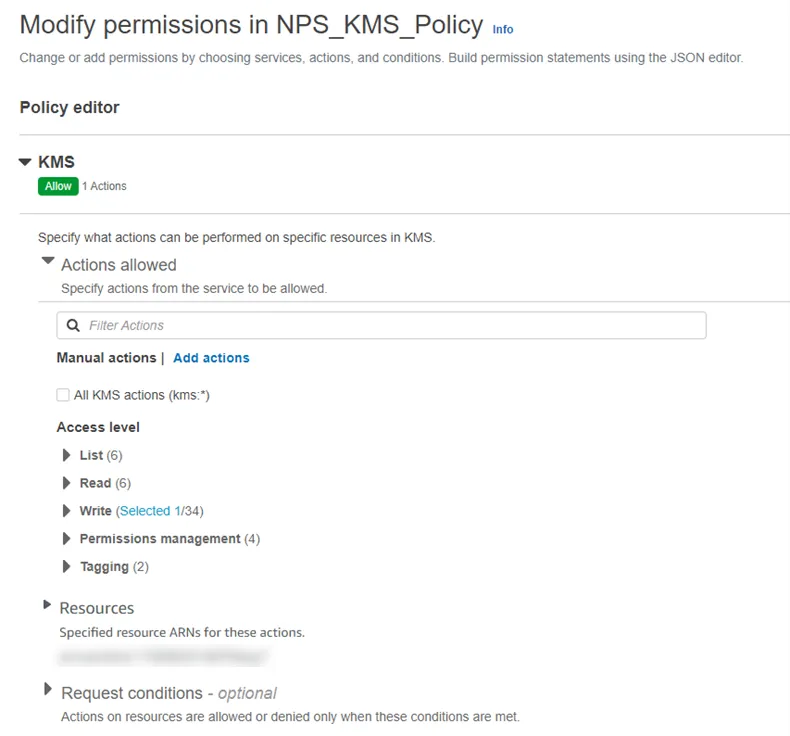 Modify permissions in NPS_KMS_Policy Info
Change or add permissions by choosing services, actions, and conditions. Build permission statements using the JSON editor.
Policy editor
KMS
Allow 1 Actions
Specify what actions can be performed on specific resources in KMS.
Actions allowed
Specify actions from the service to be allowed.
Filter Actions
Manual actions | Add actions
All KMS actions (kms:*)
Access level
List (6)
Read (6)
Write (Selected 1/34)
Permissions management (4)
Tagging (2)
Resources
Specified resource ARNs for these actions.
Request conditions - optional
Actions on resources are allowed or denied only when these conditions are met.